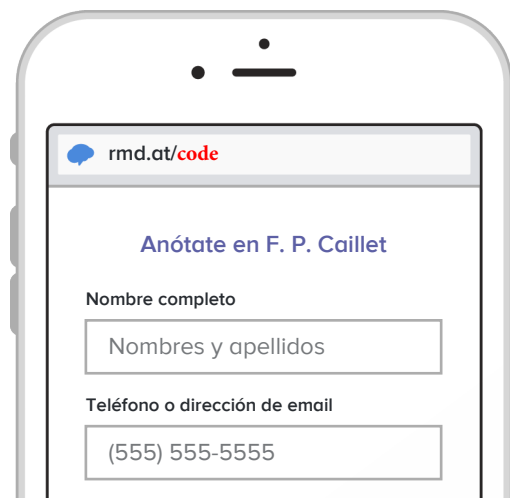 rmd.at/code
Anótate en F. P. Caillet
Nombre completo
Nombres y apellidos
Teléfono o dirección de email
(555) 555-5555